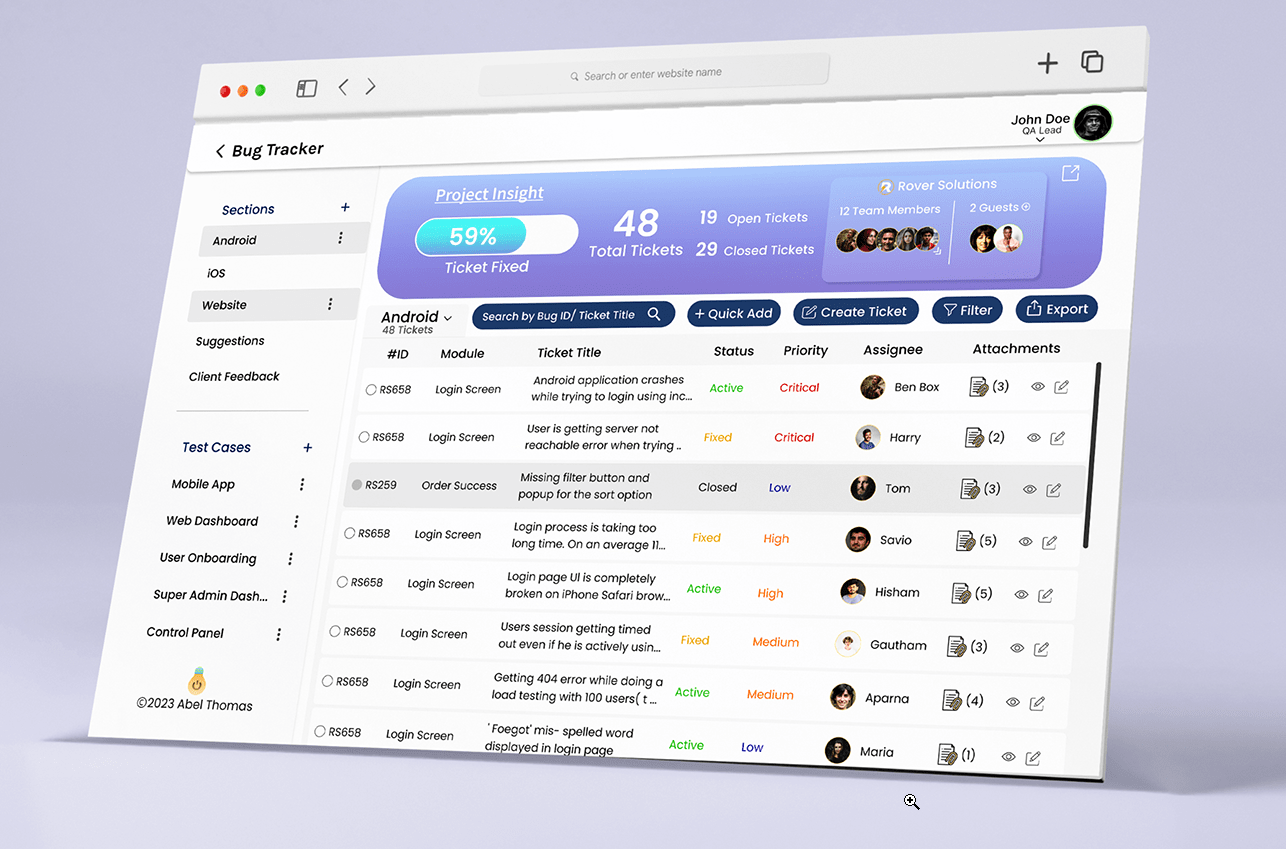 Search or enter website name
John Doe
QA Lead
Bug Tracker
Sections +
Android
iOS
Website
Suggestions
Client Feedback
Test Cases +
Mobile App
Web Dashboard
User Onboarding
Super Admin Dash...
Control Panel
©2023 Abel Thomas
Project Insight
59%
Ticket Fixed
48
Total Tickets
19 Open Tickets
29 Closed Tickets
Rover Solutions
12 Team Members
2 Guests
Android
48 Tickets
Search by Bug ID/ Ticket Title
+ Quick Add
Create Ticket
Filter
Export
#ID Module Ticket Title Status Priority Assignee Attachments
RS658 Login Screen Android application crashes
while trying to login using inc... Active Critical Ben Box (3)
RS658 Login Screen User is getting server not
reachable error when trying .. Fixed Critical Harry (2)
RS259 Order Success Missing filter button and
popup for the sort option Closed Low Tom (3)
RS658 Login Screen Login process is taking too
long time. On an average 11... Fixed High Savio (5)
RS658 Login Screen Login page UI is completely
broken on iPhone Safari brow... Active High Hisham (5)
RS658 Login Screen Users session getting timed
out even if he is actively usin... Fixed Medium Gautham (3)
RS658 Login Screen Getting 404 error while doing a
load testing with 100 users( t ... Active Medium Aparna (4)
RS658 Login Screen ' Foegot' mis- spelled word
displayed in login page Active Low Maria (1)